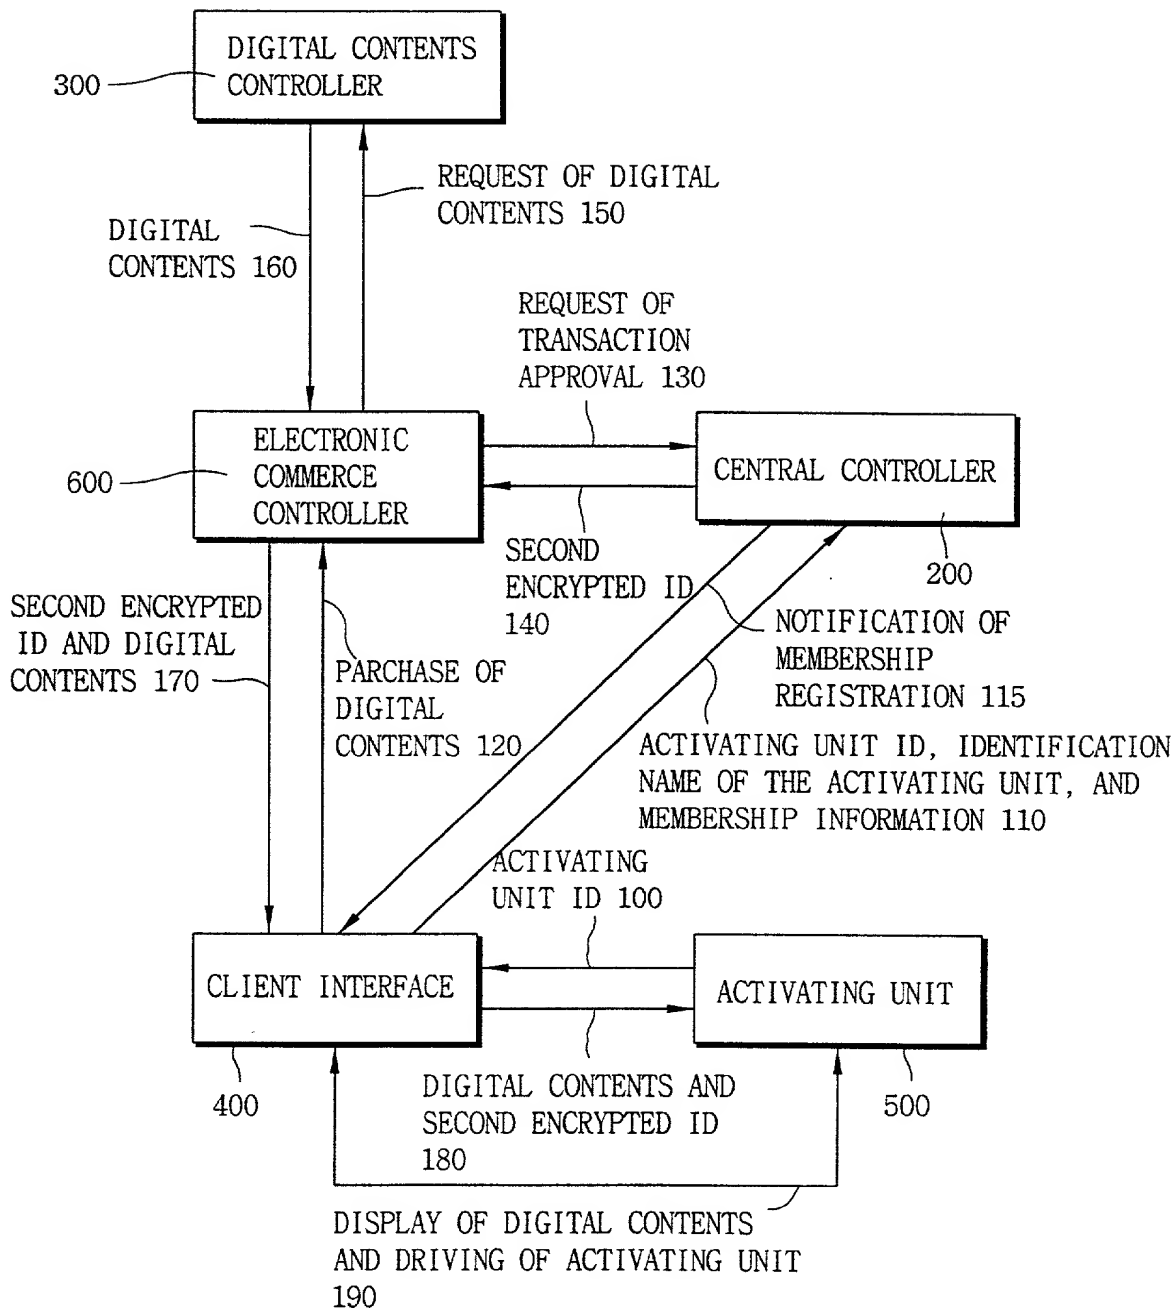 DIGITAL CONTENTS
CONTROLLER
300
REQUEST OF DIGITAL
CONTENTS 150
DIGITAL
CONTENTS 160
REQUEST OF
TRANSACTION
APPROVAL 130
ELECTRONIC
COMMERCE
CONTROLLER
600
CENTRAL CONTROLLER
200
SECOND
ENCRYPTED ID
140
SECOND ENCRYPTED
ID AND DIGITAL
CONTENTS 170
PARCHASE OF
DIGITAL
CONTENTS 120
NOTIFICATION OF
MEMBERSHIP
REGISTRATION 115
ACTIVATING UNIT ID, IDENTIFICATION
NAME OF THE ACTIVATING UNIT, AND
MEMBERSHIP INFORMATION 110
ACTIVATING
UNIT ID 100
CLIENT INTERFACE
400
ACTIVATING UNIT
500
DIGITAL CONTENTS AND
SECOND ENCRYPTED ID
180
DISPLAY OF DIGITAL CONTENTS
AND DRIVING OF ACTIVATING UNIT
190